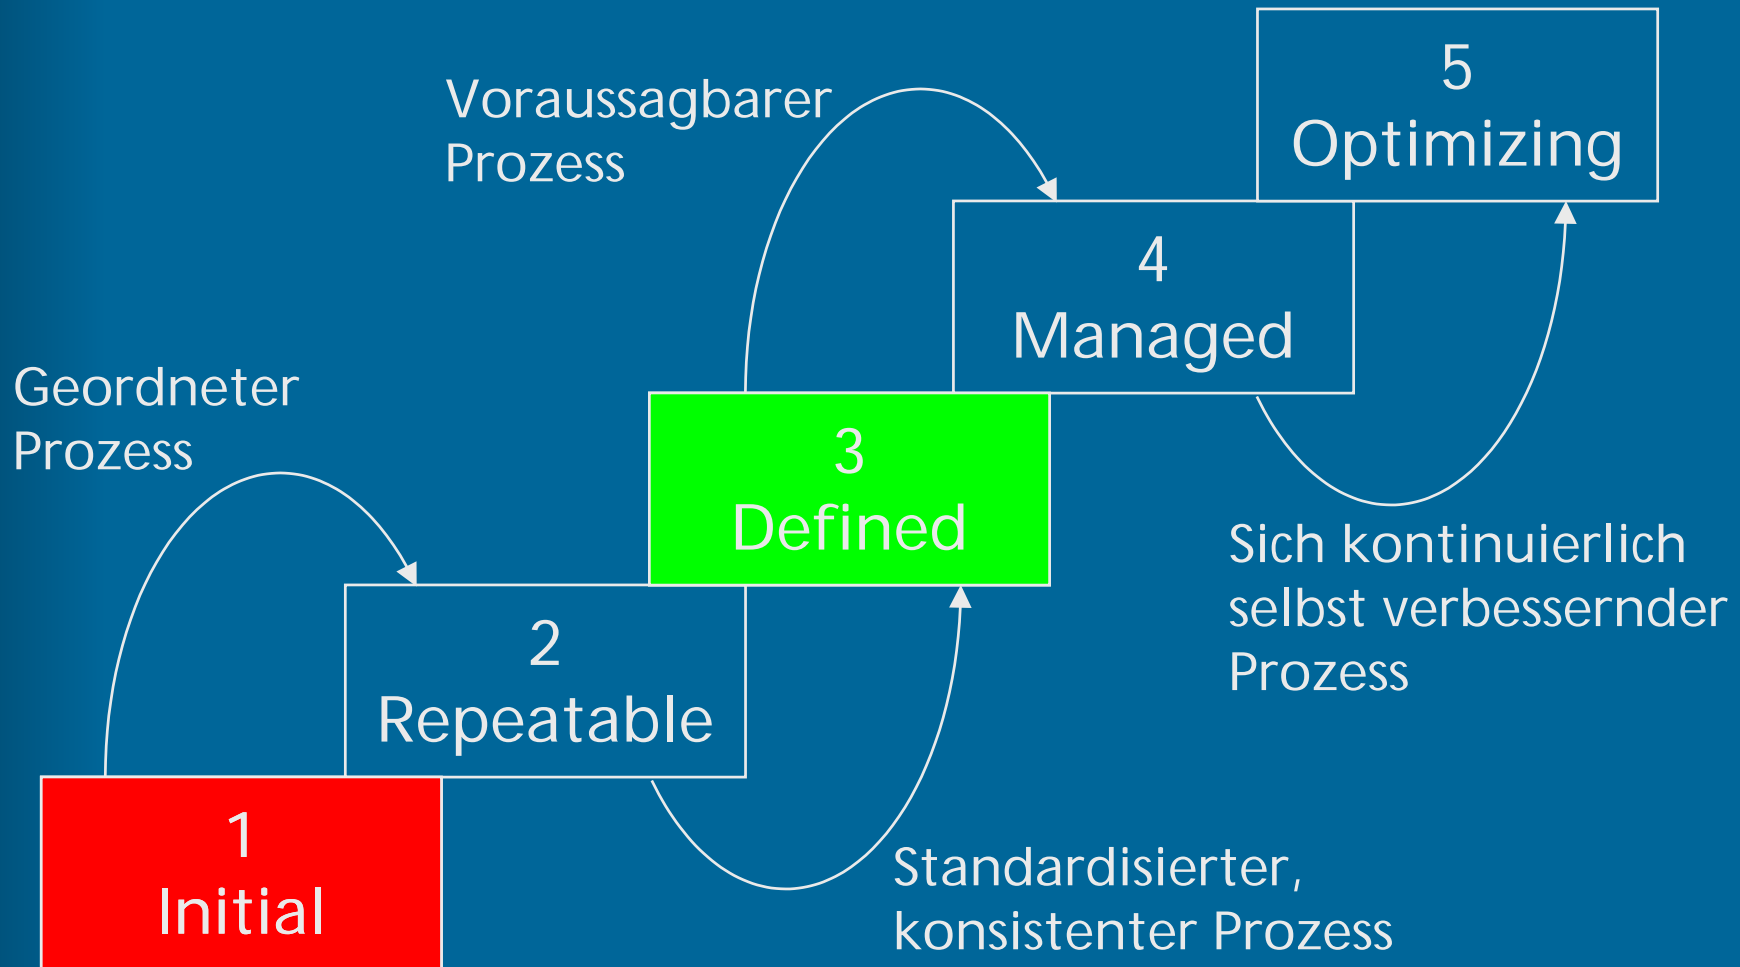 5
Optimizing
Voraussagbarer
Prozess
4
Managed
Geordneter
Prozess
3
Defined
Sich kontinuierlich
selbst verbessernder
Prozess
2
Repeatable
1
Initial
Standardisierter,
konsistenter Prozess